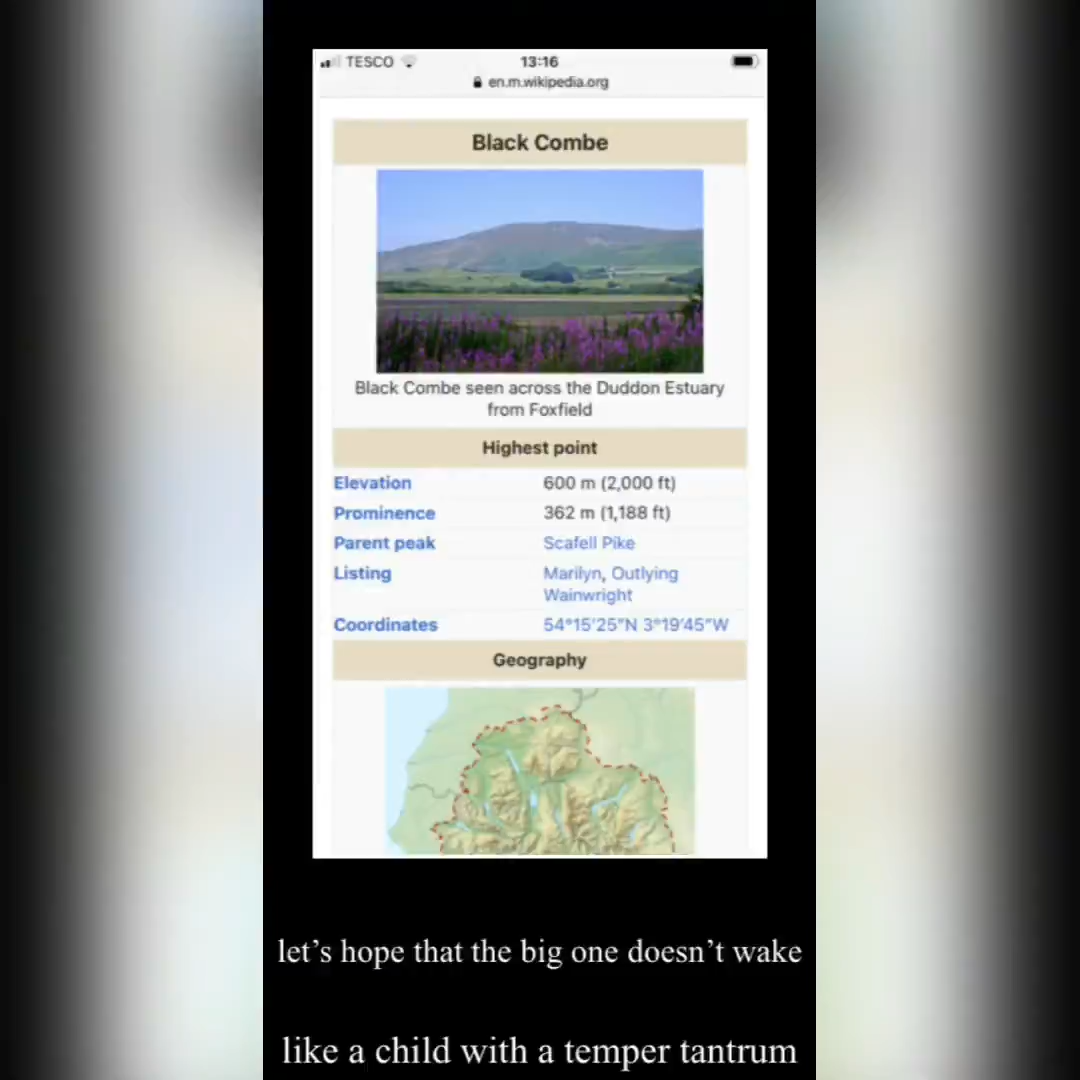 TESCO 13:16
en.m.wikipedia.org
Black Combe
Black Combe seen across the Duddon Estuary
from Foxfield
Highest point
Elevation 600 m (2,000 ft)
Prominence 362 m (1,188 ft)
Parent peak Scafell Pike
Listing Marilyn, Outlying
Wainwright
Coordinates 54°15′25″N 3°19′45″W
Geography
let’s hope that the big one doesn’t wake
like a child with a temper tantrum